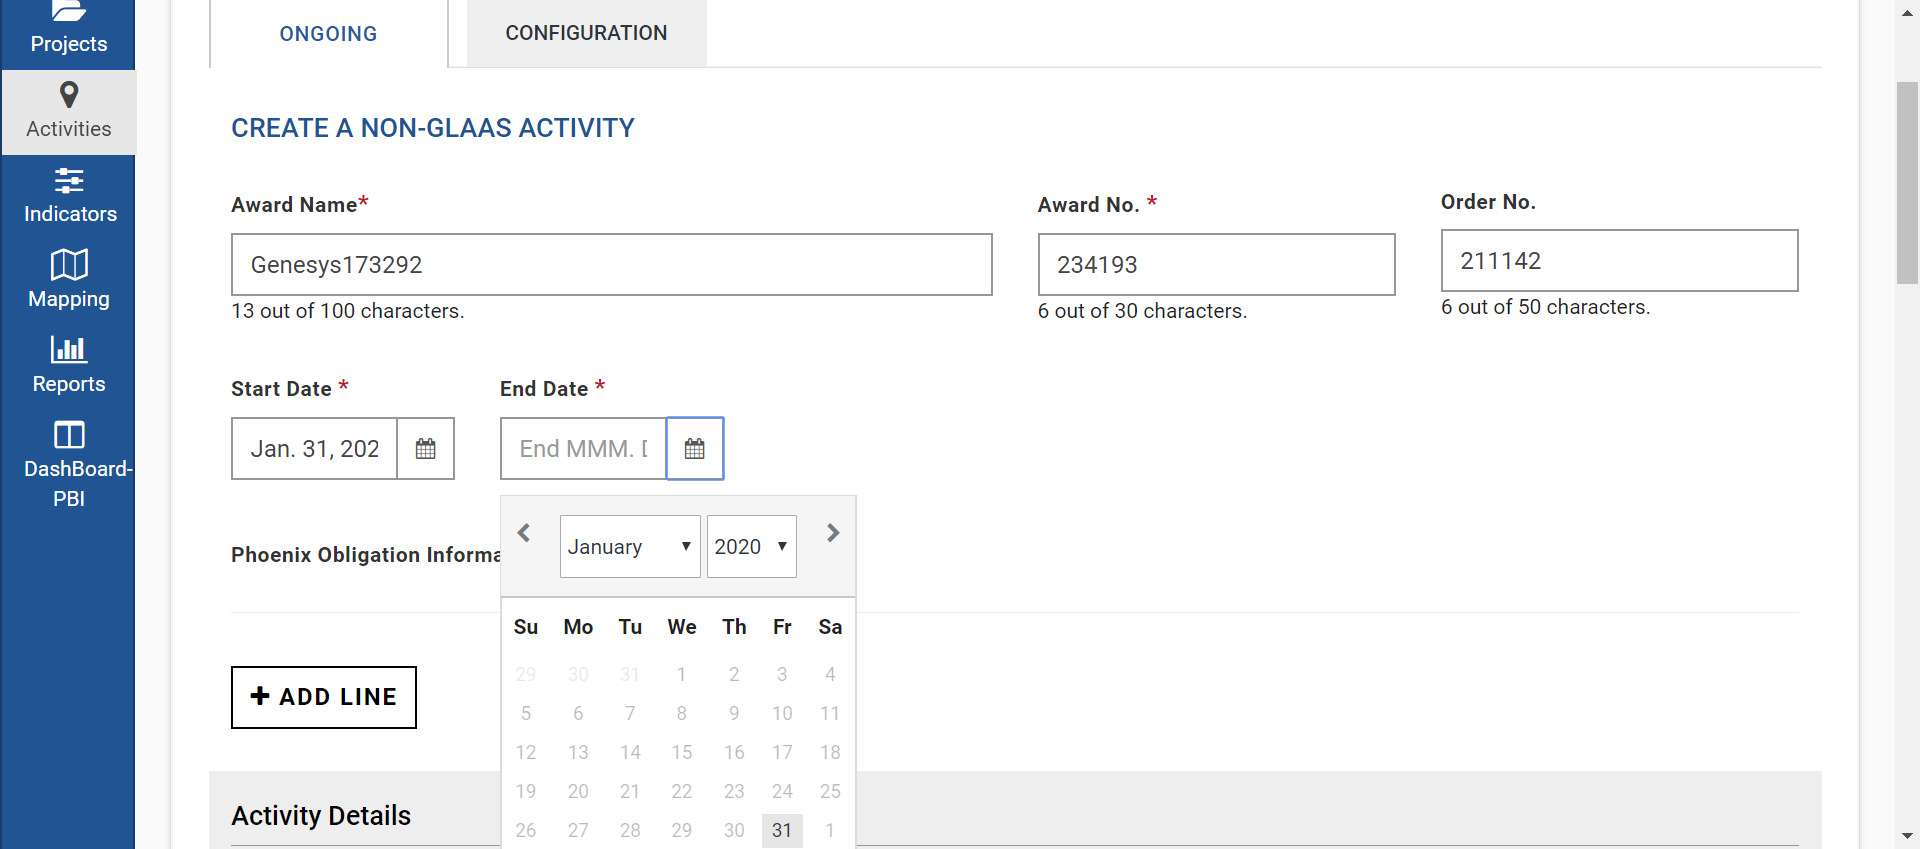 Projects
Activities
Indicators
Mapping
Reports
DashBoard-
PBI
ONGOING
CONFIGURATION
CREATE A NON-GLAAS ACTIVITY
Award Name*
Award No. *
Order No.
Genesys173292
234193
211142
13 out of 100 characters.
6 out of 30 characters.
6 out of 50 characters.
Start Date *
End Date *
Jan. 31, 202
End MMM. D
Phoenix Obligation Informa
January
2020
Su Mo Tu We Th Fr Sa
29 30 31 1 2 3 4
5 6 7 8 9 10 11
12 13 14 15 16 17 18
19 20 21 22 23 24 25
26 27 28 29 30 31 1
+ ADD LINE
Activity Details